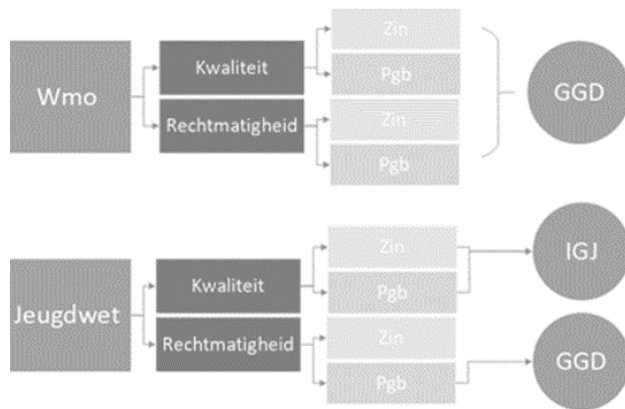 Wmo
Kwaliteit
Zin
Pgb
Rechtmatigheid
Zin
Pgb
GGD
Jeugdwet
Kwaliteit
Zin
Pgb
IGJ
Rechtmatigheid
Zin
Pgb
GGD